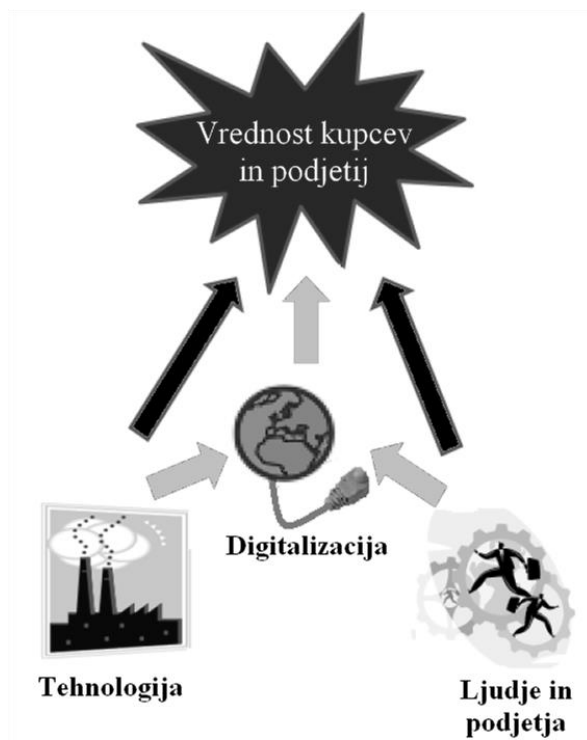 Vrednost kupcev
in podjetij
Digitalizacija
Tehnologija
Ljudje in
podjetja